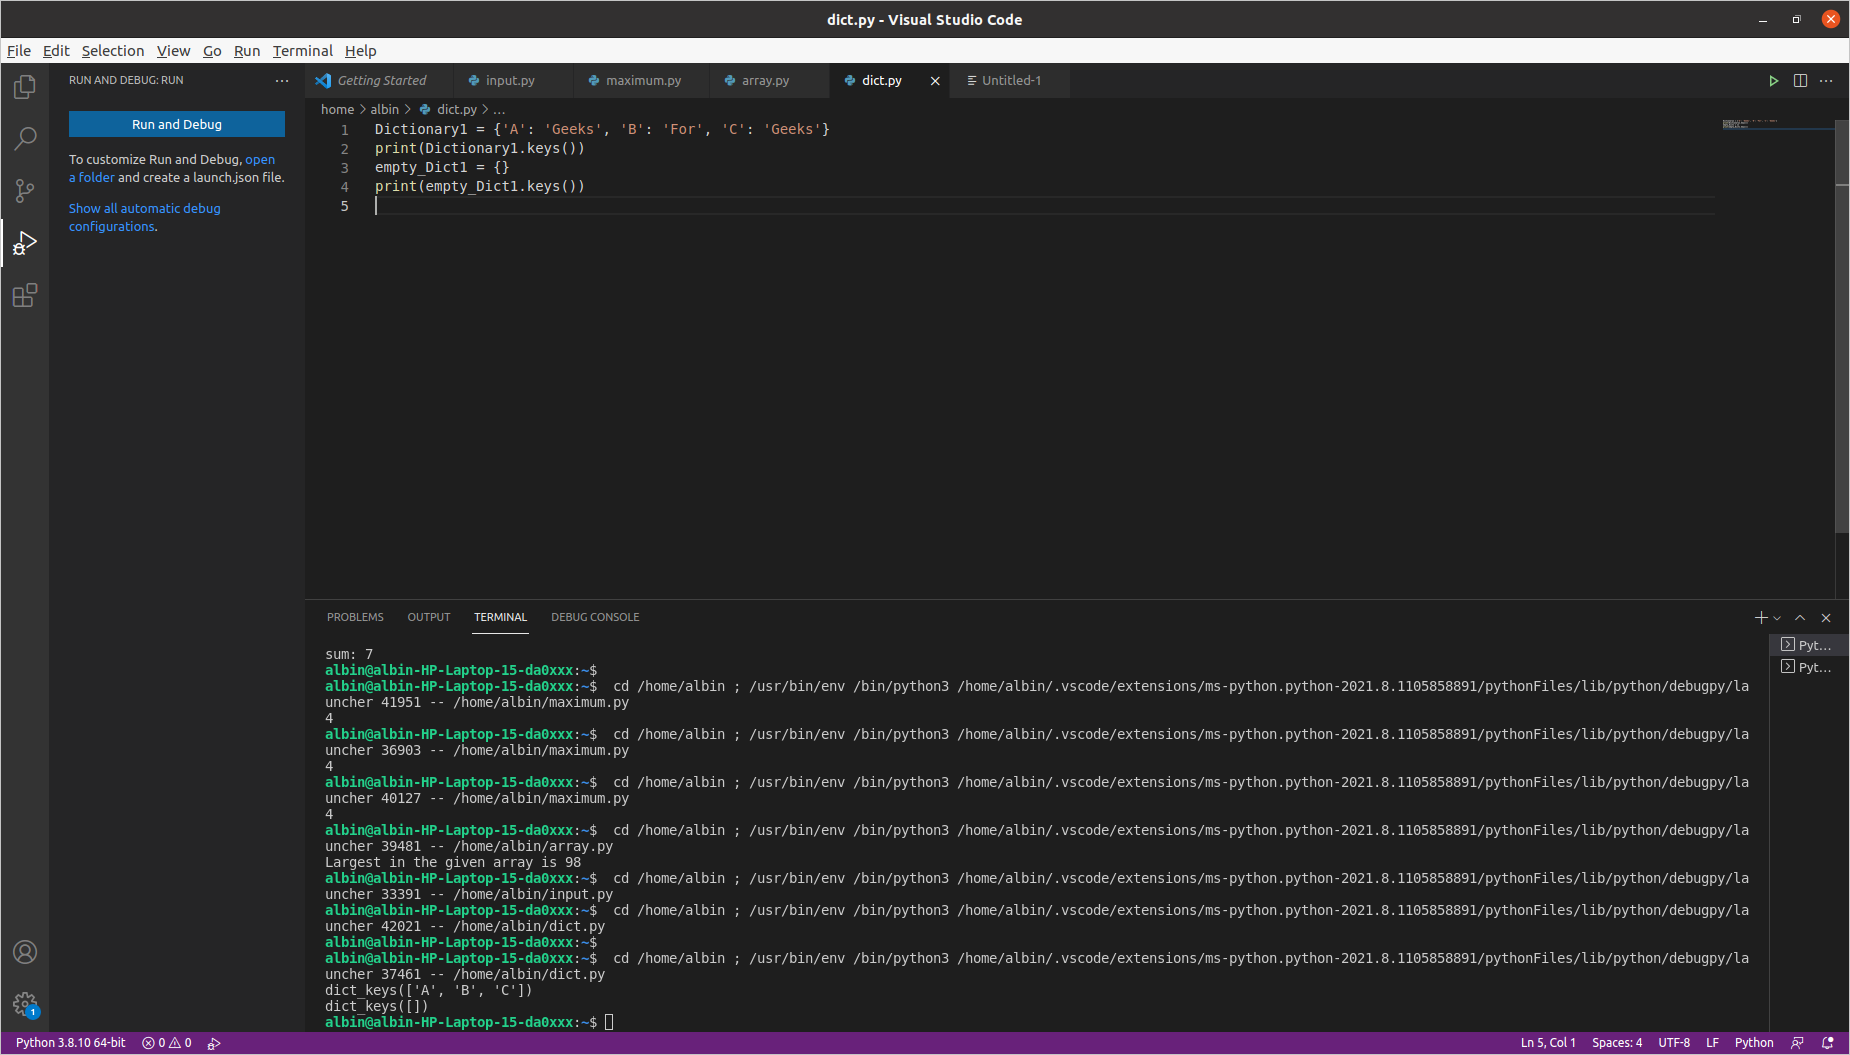 dict.py - Visual Studio Code
File Edit Selection View Go Run Terminal Help
RUN AND DEBUG: RUN
Run and Debug
To customize Run and Debug, open
a folder and create a launch.json file.
Show all automatic debug
configurations.
Getting Started input.py maximum.py array.py dict.py Untitled-1
home > albin > dict.py > ...
1 Dictionary1 = {'A': 'Geeks', 'B': 'For', 'C': 'Geeks'}
2 print(Dictionary1.keys())
3 empty_Dict1 = {}
4 print(empty_Dict1.keys())
5
PROBLEMS OUTPUT TERMINAL DEBUG CONSOLE
Pyt...
Pyt...
sum: 7
albin@albin-HP-Laptop-15-da0xxx:~$
albin@albin-HP-Laptop-15-da0xxx:~$  cd /home/albin ; /usr/bin/env /bin/python3 /home/albin/.vscode/extensions/ms-python.python-2021.8.1105858891/pythonFiles/lib/python/debugpy/la
uncher 41951 -- /home/albin/maximum.py
4
albin@albin-HP-Laptop-15-da0xxx:~$  cd /home/albin ; /usr/bin/env /bin/python3 /home/albin/.vscode/extensions/ms-python.python-2021.8.1105858891/pythonFiles/lib/python/debugpy/la
uncher 36903 -- /home/albin/maximum.py
4
albin@albin-HP-Laptop-15-da0xxx:~$  cd /home/albin ; /usr/bin/env /bin/python3 /home/albin/.vscode/extensions/ms-python.python-2021.8.1105858891/pythonFiles/lib/python/debugpy/la
uncher 40127 -- /home/albin/maximum.py
4
albin@albin-HP-Laptop-15-da0xxx:~$  cd /home/albin ; /usr/bin/env /bin/python3 /home/albin/.vscode/extensions/ms-python.python-2021.8.1105858891/pythonFiles/lib/python/debugpy/la
uncher 39481 -- /home/albin/array.py
Largest in the given array is 98
albin@albin-HP-Laptop-15-da0xxx:~$  cd /home/albin ; /usr/bin/env /bin/python3 /home/albin/.vscode/extensions/ms-python.python-2021.8.1105858891/pythonFiles/lib/python/debugpy/la
uncher 33391 -- /home/albin/input.py
albin@albin-HP-Laptop-15-da0xxx:~$  cd /home/albin ; /usr/bin/env /bin/python3 /home/albin/.vscode/extensions/ms-python.python-2021.8.1105858891/pythonFiles/lib/python/debugpy/la
uncher 42021 -- /home/albin/dict.py
albin@albin-HP-Laptop-15-da0xxx:~$
albin@albin-HP-Laptop-15-da0xxx:~$  cd /home/albin ; /usr/bin/env /bin/python3 /home/albin/.vscode/extensions/ms-python.python-2021.8.1105858891/pythonFiles/lib/python/debugpy/la
uncher 37461 -- /home/albin/dict.py
dict_keys(['A', 'B', 'C'])
dict_keys([])
albin@albin-HP-Laptop-15-da0xxx:~$
1
Python 3.8.10 64-bit 0 0 Ln 5, Col 1 Spaces: 4 UTF-8 LF Python